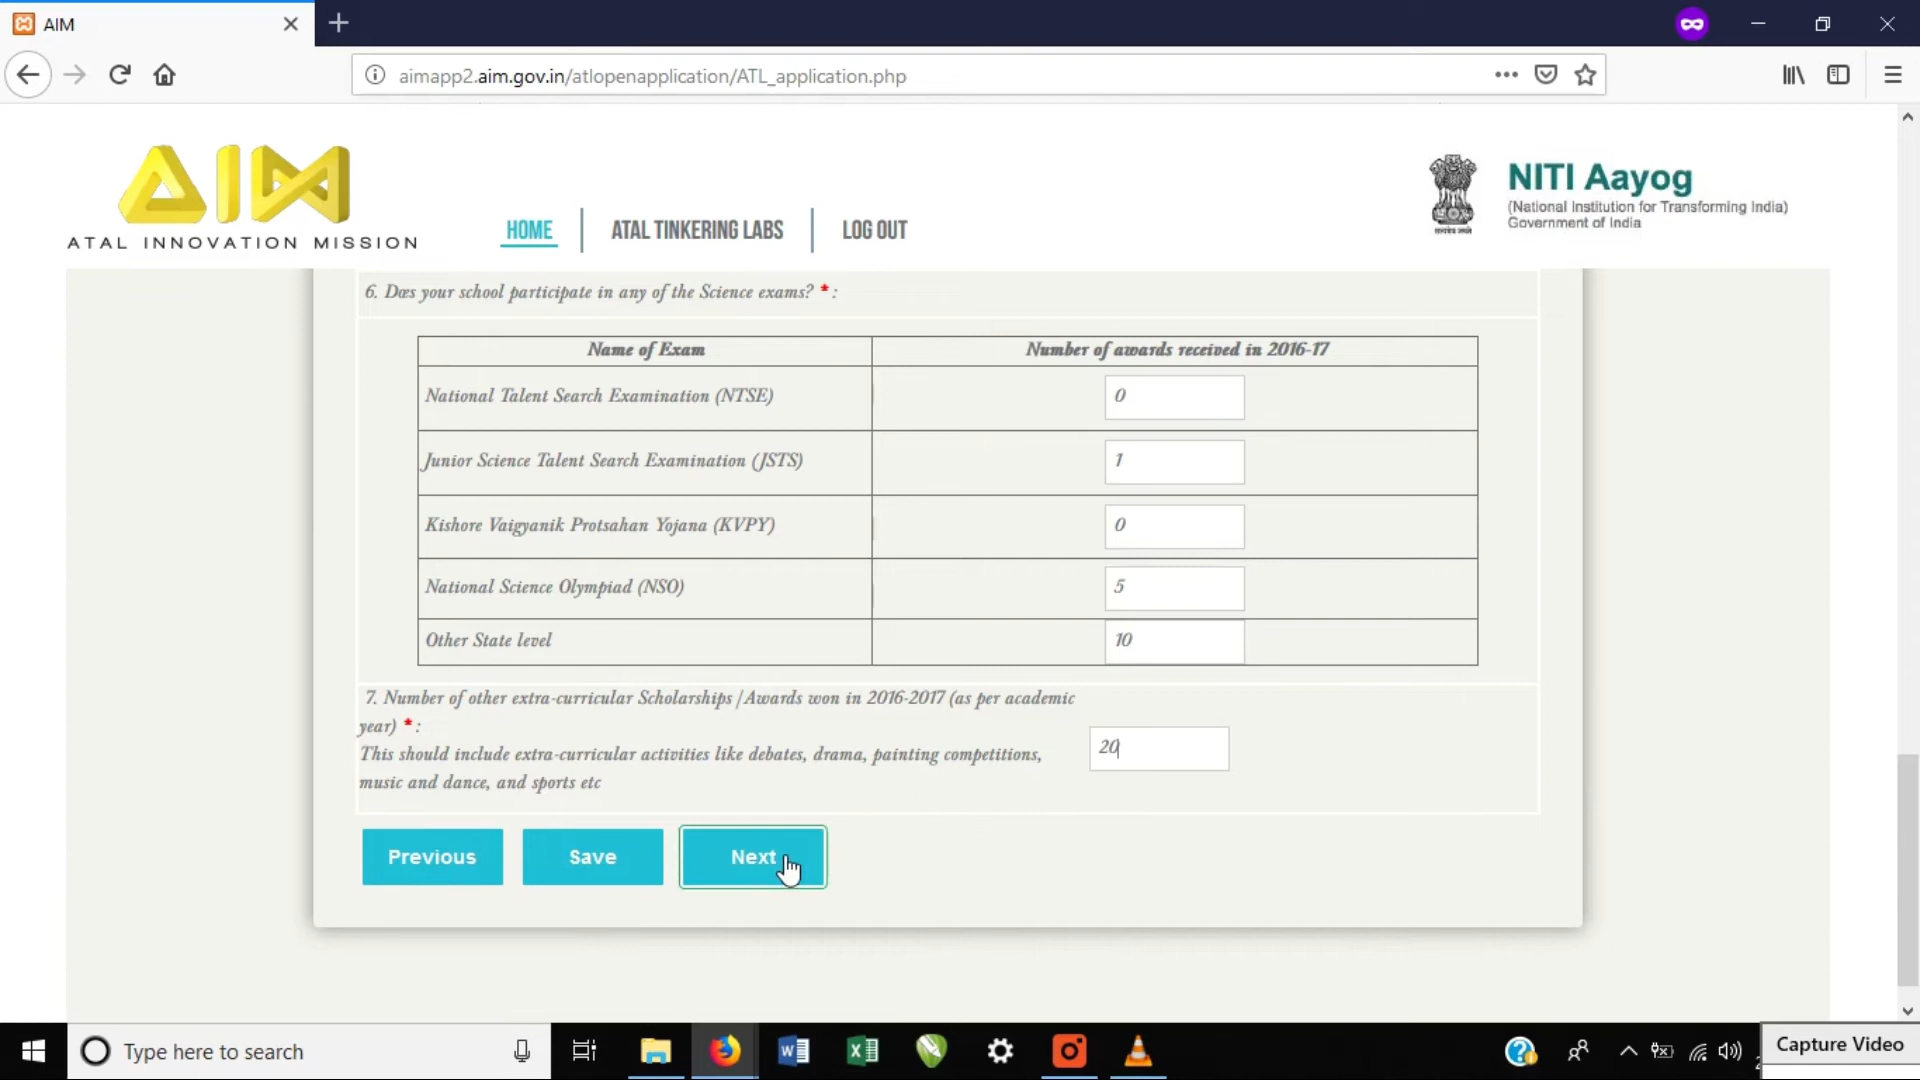 AIM
aimapp2.aim.gov.in/atlopenapplication/ATL_application.php
ATAL INNOVATION MISSION
HOME
ATAL TINKERING LABS
LOG OUT
NITI Aayog
(National Institution for Transforming India)
Government of India
6. Does your school participate in any of the Science exams? * :
Name of Exam
Number of awards received in 2016-17
National Talent Search Examination (NTSE)
0
Junior Science Talent Search Examination (JSTS)
1
Kishore Vaigyanik Protsahan Yojana (KVPY)
0
National Science Olympiad (NSO)
5
Other State level
10
7. Number of other extra-curricular Scholarships/Awards won in 2016-2017 (as per academic
year) * :
This should include extra-curricular activities like debates, drama, painting competitions,
music and dance, and sports etc
20
Previous
Save
Next
Type here to search
Capture Video